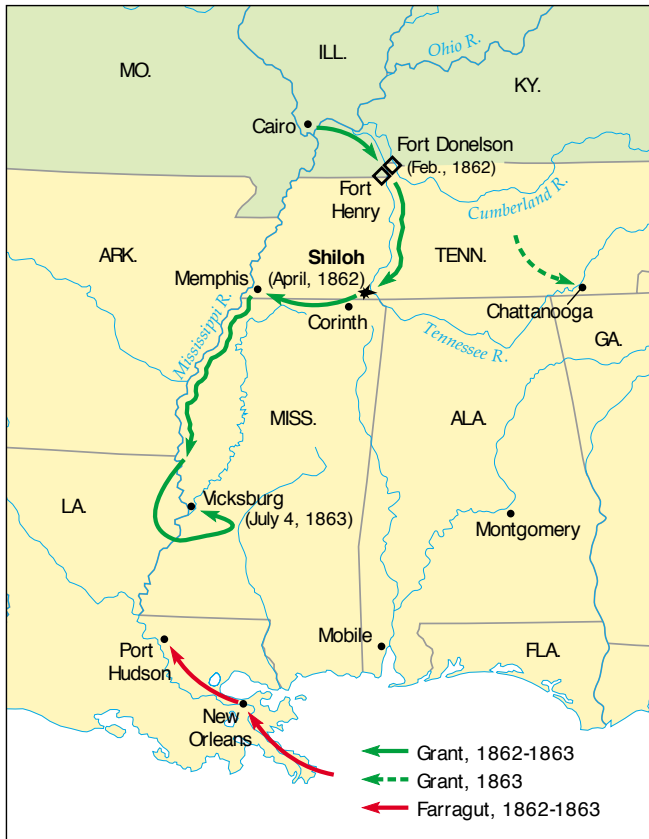 ILL.
Ohio R.
MO.
KY.
Cairo
Fort Donelson
(Feb., 1862)
Fort
Henry
Cumberland R.
ARK.
Shiloh
(April, 1862)
TENN.
Memphis
Mississippi R.
Corinth
Chattanooga
Tennessee R.
GA.
MISS.
ALA.
LA.
Vicksburg
(July 4, 1863)
Montgomery
Port
Hudson
Mobile
FLA.
New
Orleans
Grant, 1862-1863
Grant, 1863
Farragut, 1862-1863